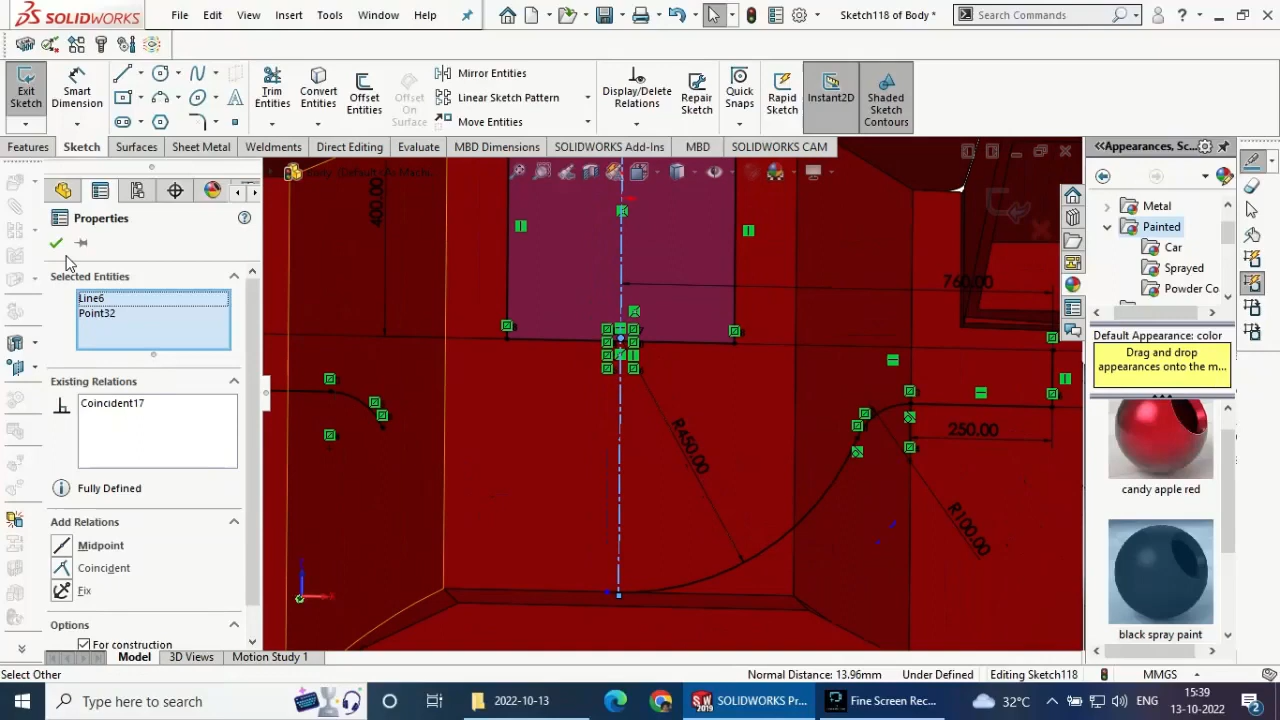 SOLIDWORKS
File
Edit
View
Insert
Tools
Window
Help
Sketch118 of Body *
Search Commands
Exit Sketch
Smart Dimension
Trim Entities
Convert Entities
Offset Entities
Offset On Surface
Mirror Entities
Linear Sketch Pattern
Move Entities
Display/Delete Relations
Repair Sketch
Quick Snaps
Rapid Sketch
Instant2D
Shaded Sketch Contours
Features
Sketch
Surfaces
Sheet Metal
Weldments
Direct Editing
Evaluate
MBD Dimensions
SOLIDWORKS Add-Ins
MBD
SOLIDWORKS CAM
Properties
Selected Entities
Line6
Point32
Existing Relations
Coincident17
Fully Defined
Add Relations
Midpoint
Coincident
Fix
Options
For construction
400.00
760.00
R450.00
250.00
R100.00
Appearances, Sc...
Metal
Painted
Car
Sprayed
Powder Co
Default Appearance: color
Drag and drop appearances onto the m...
candy apple red
black spray paint
Model
3D Views
Motion Study 1
Select Other
Normal Distance: 13.96mm
Under Defined
Editing Sketch118
MMGS
Type here to search
2022-10-13
SOLIDWORKS Pr...
Fine Screen Rec...
32°C
ENG
15:39
13-10-2022
2